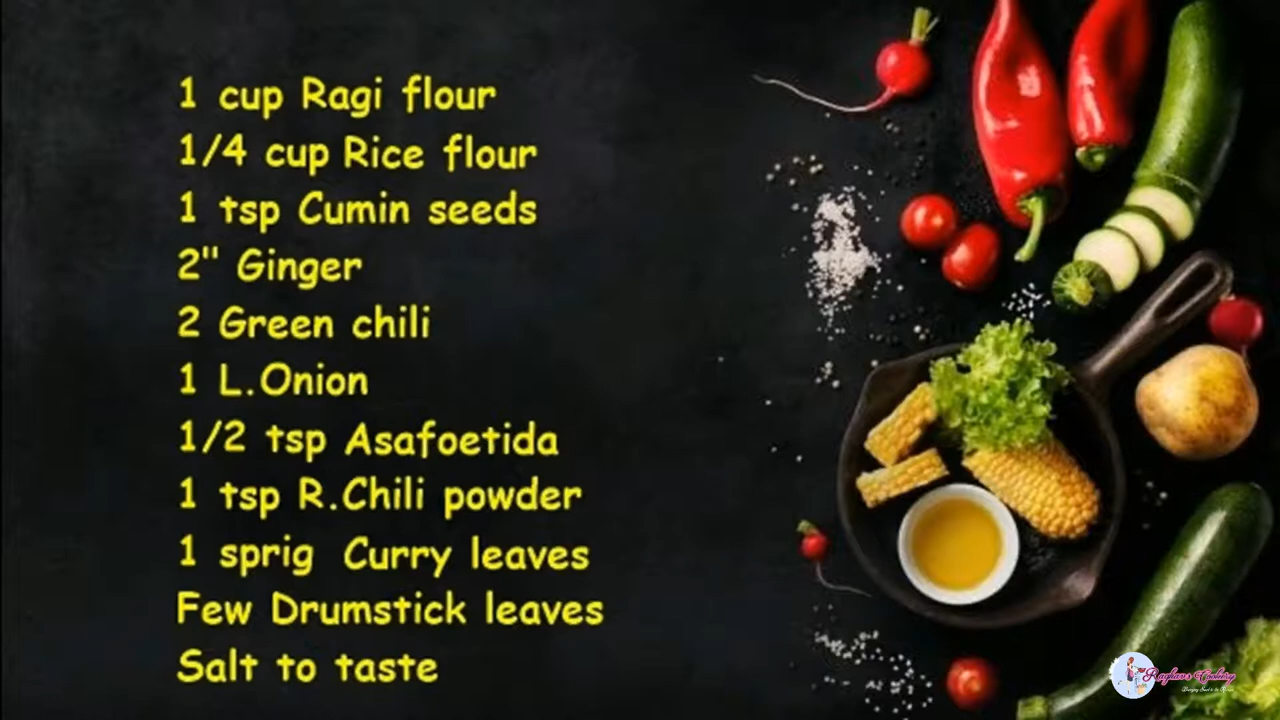 1 cup Ragi flour
1/4 cup Rice flour
1 tsp Cumin seeds
2" Ginger
2 Green chili
1 L.Onion
1/2 tsp Asafoetida
1 tsp R.Chili powder
1 sprig Curry leaves
Few Drumstick leaves
Salt to taste